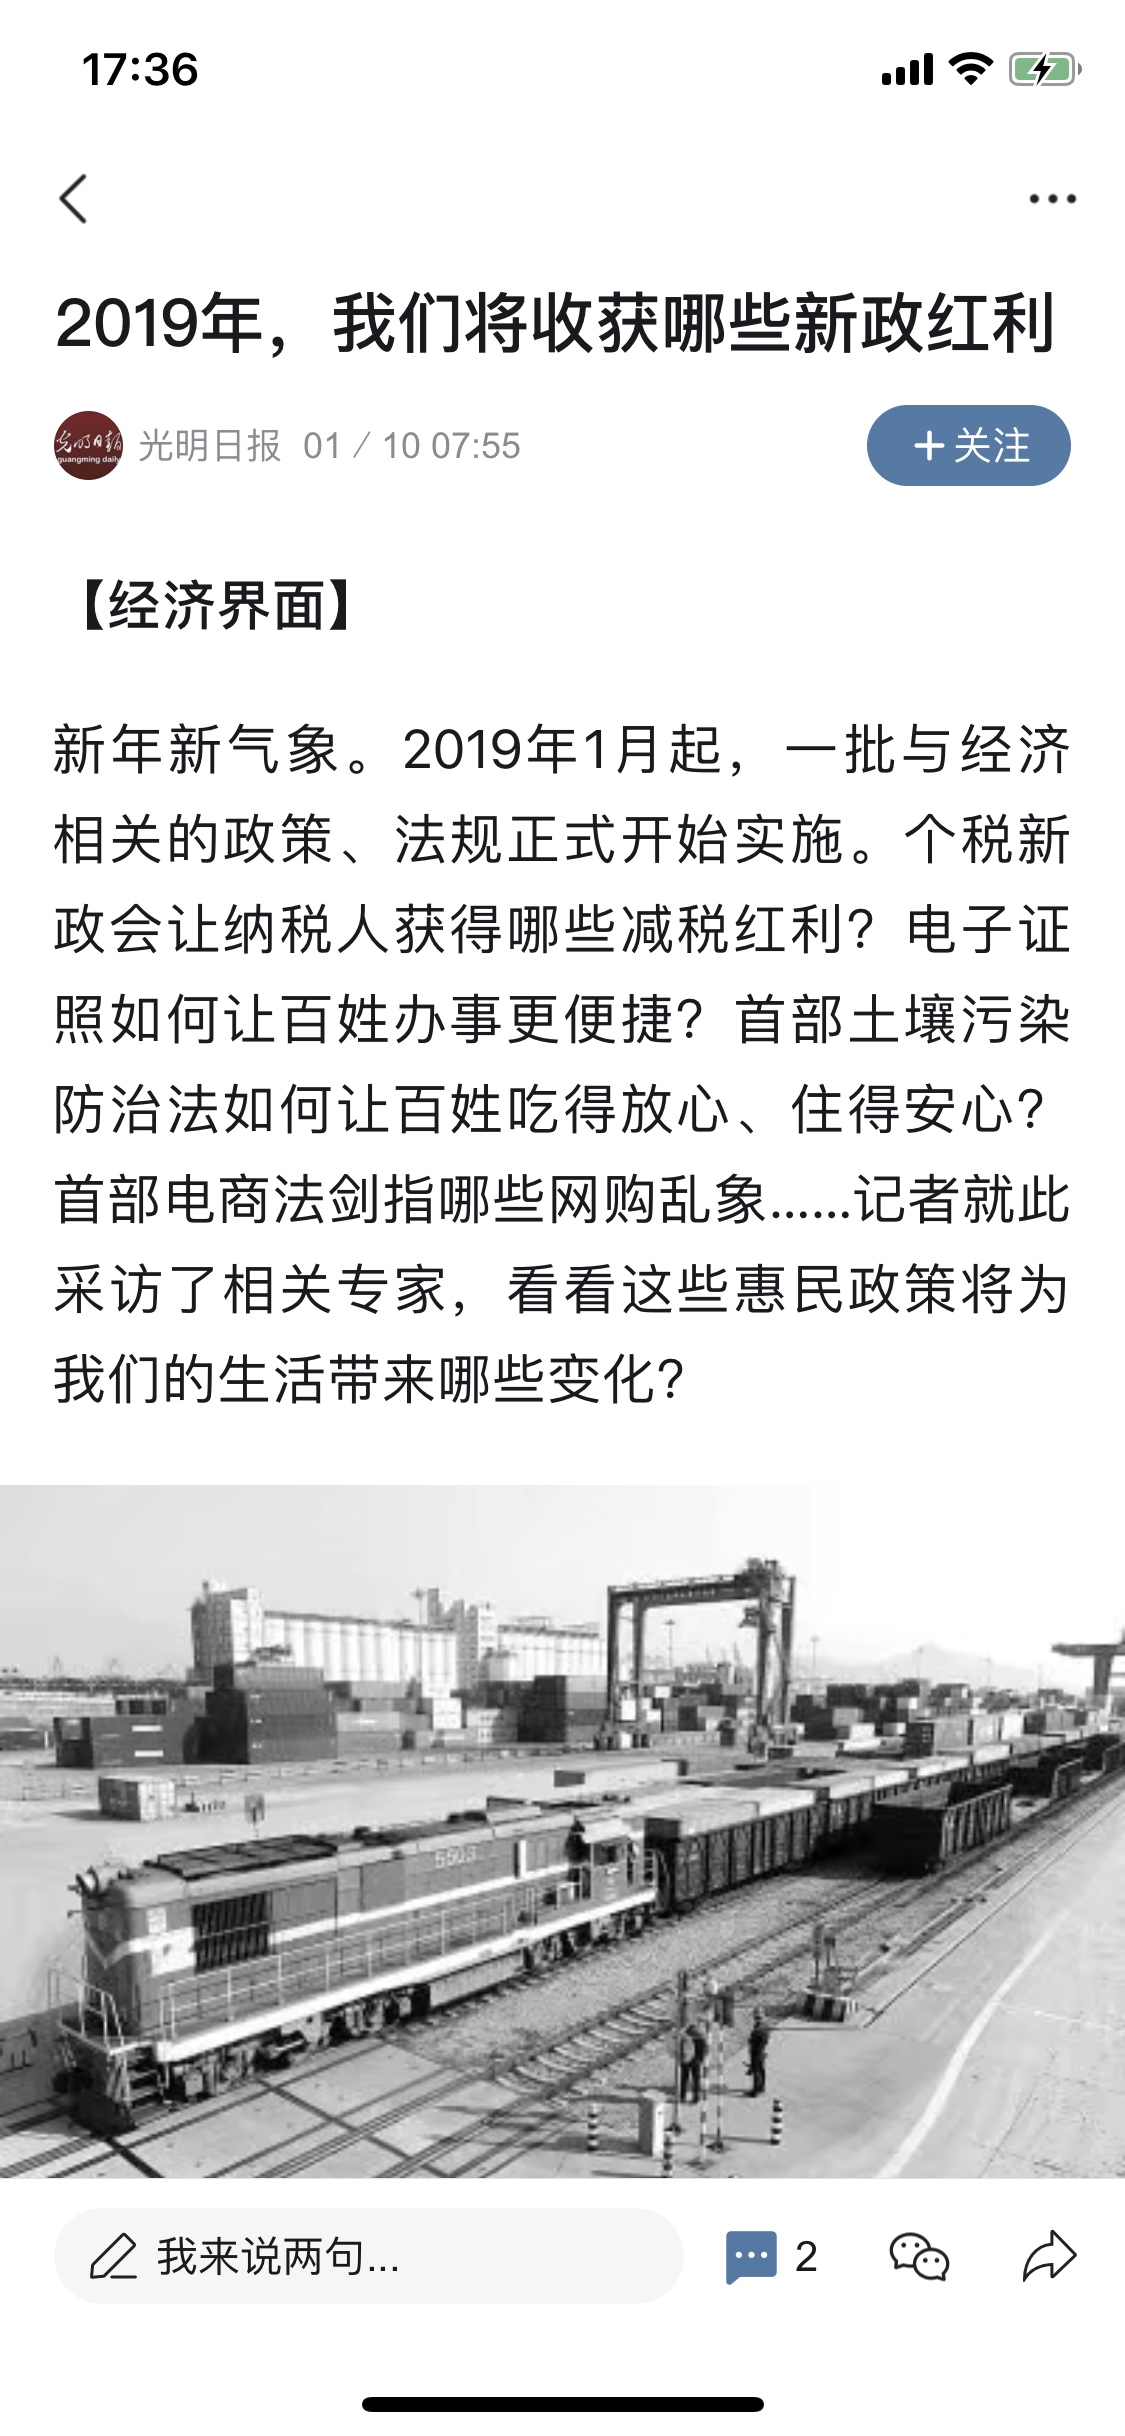 17:36
2019年，我们将收获哪些新政红利
光明日报
guangming daily
光明日报 01/10 07:55
+关注
【经济界面】
新年新气象。2019年1月起，一批与经济
相关的政策、法规正式开始实施。个税新
政会让纳税人获得哪些减税红利？电子证
照如何让百姓办事更便捷？首部土壤污染
防治法如何让百姓吃得放心、住得安心？
首部电商法剑指哪些网购乱象……记者就此
采访了相关专家，看看这些惠民政策将为
我们的生活带来哪些变化？
5503
我来说两句...
2